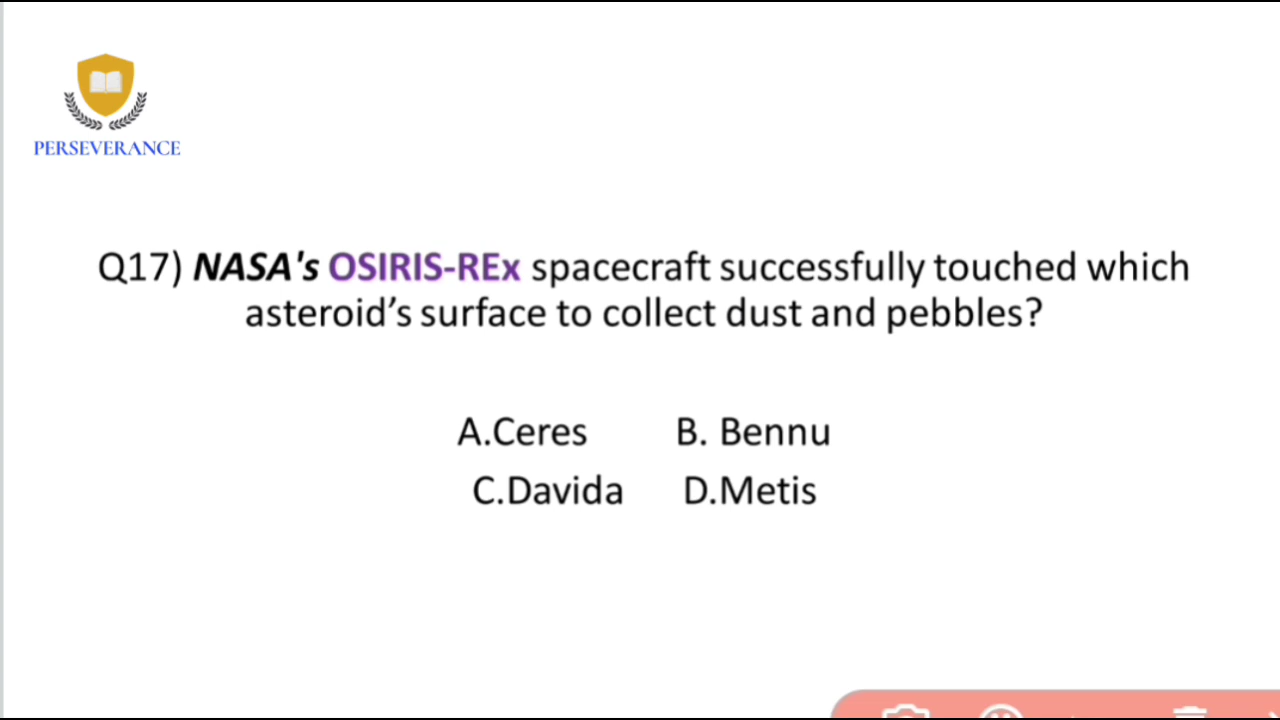 PERSEVERANCE
Q17) NASA's OSIRIS-REx spacecraft successfully touched which
asteroid’s surface to collect dust and pebbles?
A.Ceres B. Bennu
C.Davida D.Metis